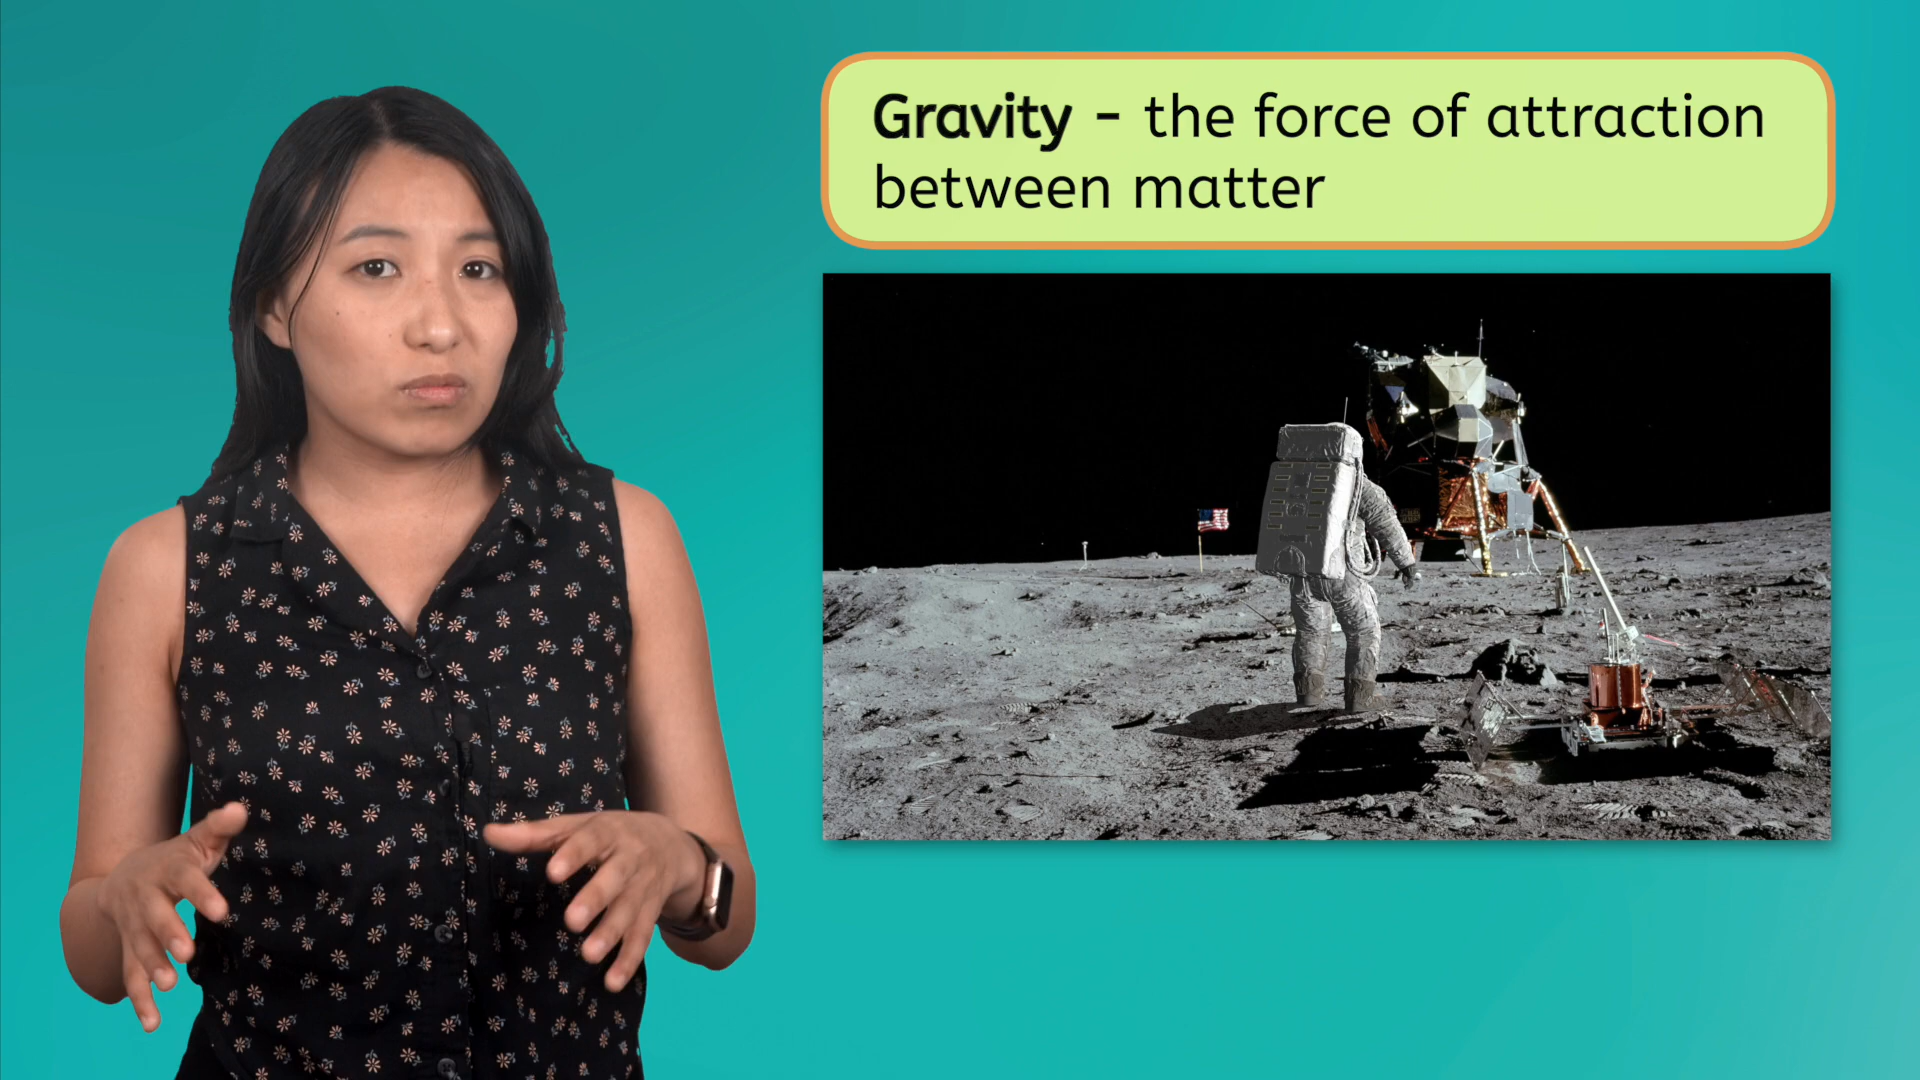 Gravity - the force of attraction
between matter